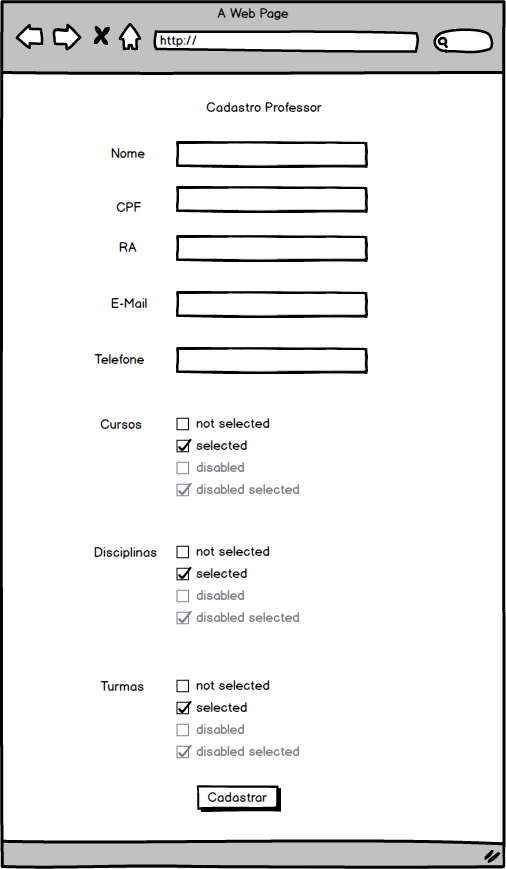 A Web Page
http://
Cadastro Professor
Nome
CPF
RA
E-Mail
Telefone
Cursos
not selected
selected
disabled
disabled selected
Disciplinas
not selected
selected
disabled
disabled selected
Turmas
not selected
selected
disabled
disabled selected
Cadastrar